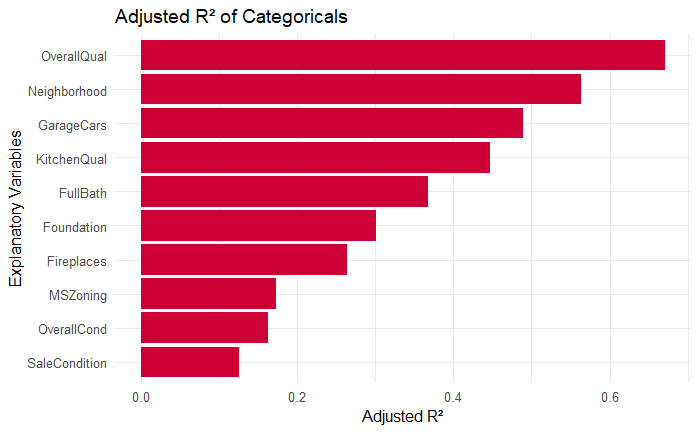 Adjusted R² of Categoricals
Explanatory Variables
OverallQual
Neighborhood
GarageCars
KitchenQual
FullBath
Foundation
Fireplaces
MSZoning
OverallCond
SaleCondition
0.0 0.2 0.4 0.6
Adjusted R²